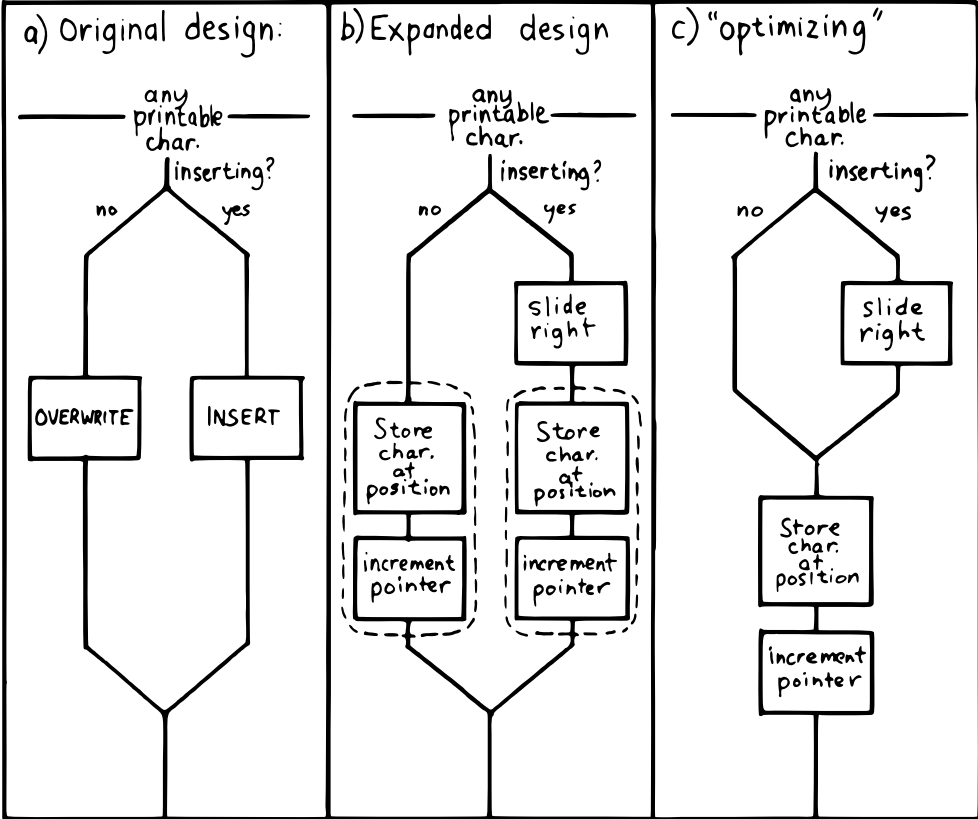 a) Original design:
any
printable
char.
inserting?
no
yes
OVERWRITE
INSERT
b) Expanded design
any
printable
char.
inserting?
no
yes
slide
right
Store
char.
at
position
increment
pointer
Store
char.
at
position
increment
pointer
c) "optimizing"
any
printable
char.
inserting?
no
yes
slide
right
Store
char.
at
position
increment
pointer